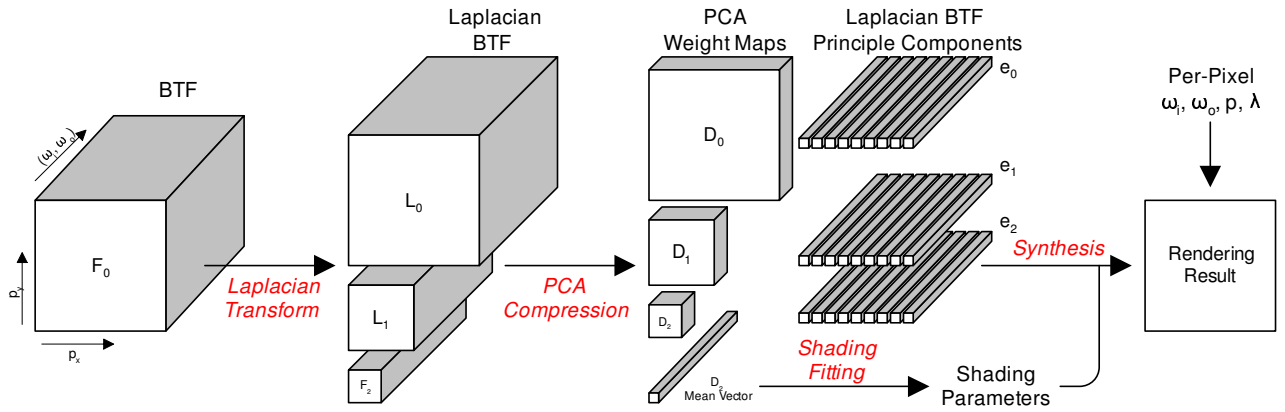 BTF
(ωi, ωo)
F0
py
px
Laplacian
Transform
Laplacian
BTF
L0
L1
F2
PCA
Compression
PCA
Weight Maps
D0
D1
D2
D2
Mean Vector
Laplacian BTF
Principle Components
e0
e1
e2
Shading
Fitting
Shading
Parameters
Synthesis
Per-Pixel
ωi, ωo, p, λ
Rendering
Result